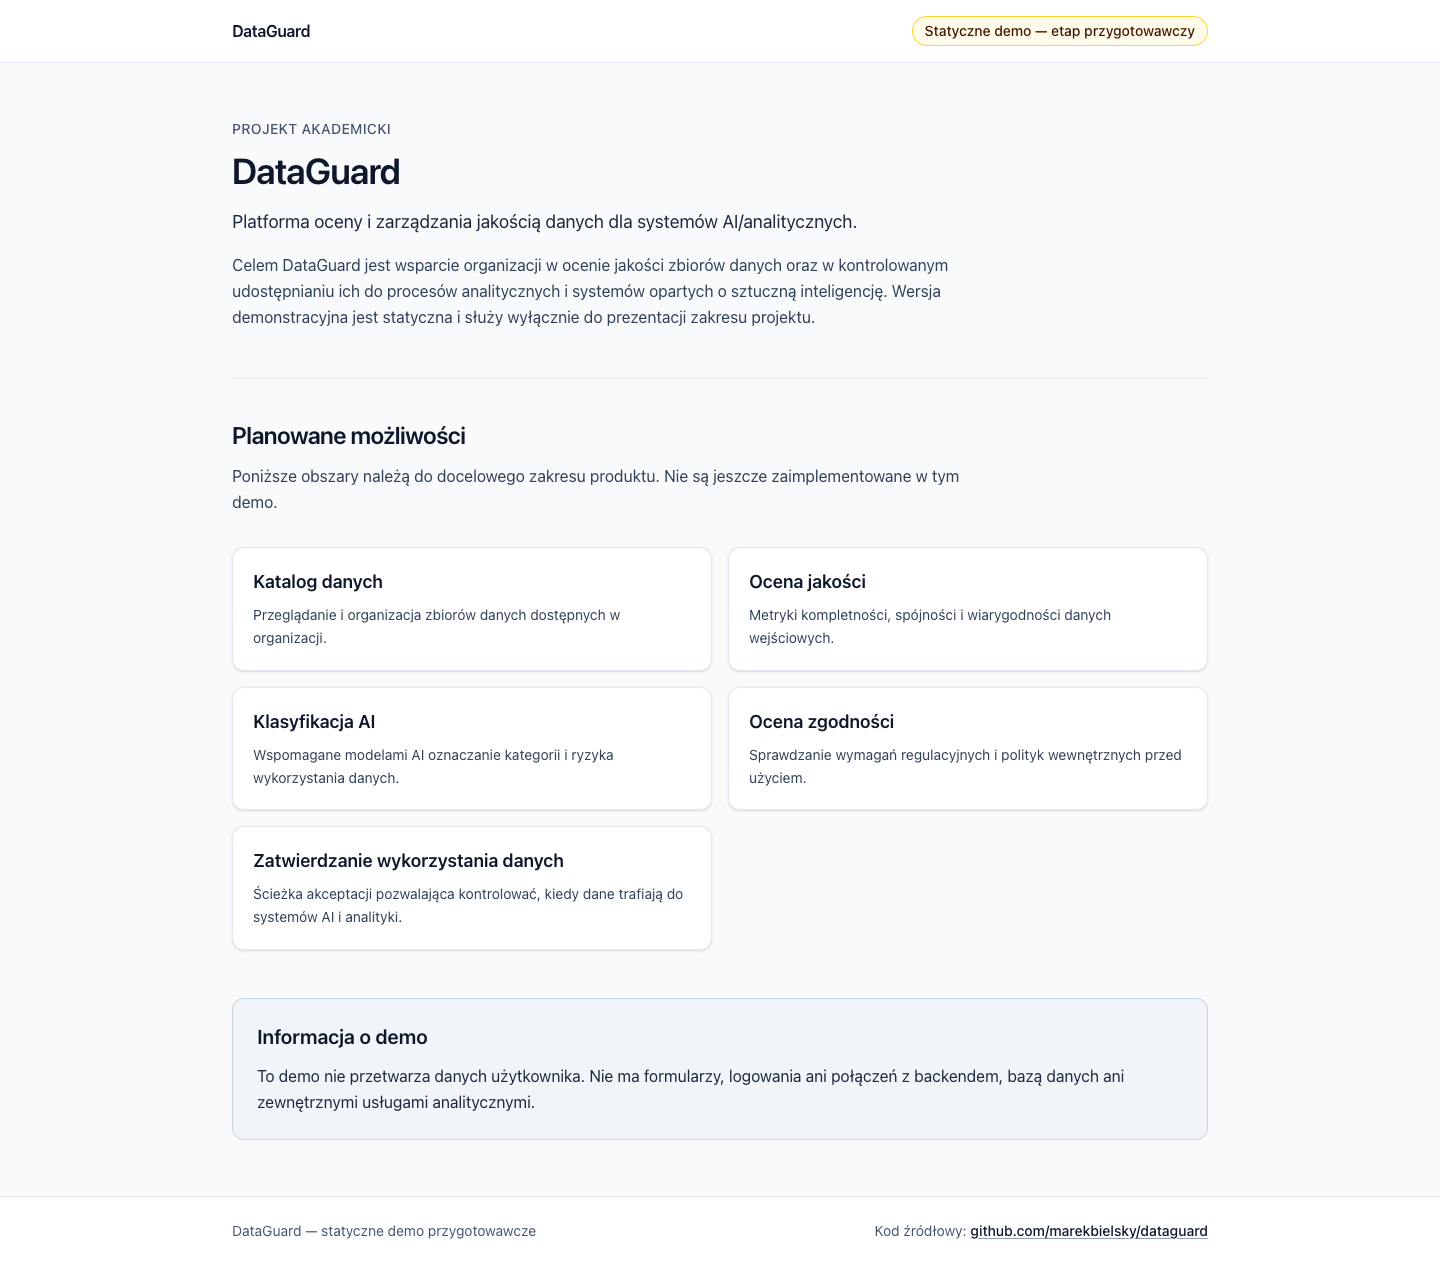 DataGuard
Statyczne demo — etap przygotowawczy
PROJEKT AKADEMICKI
DataGuard
Platforma oceny i zarządzania jakością danych dla systemów AI/analitycznych.
Celem DataGuard jest wsparcie organizacji w ocenie jakości zbiorów danych oraz w kontrolowanym
udostępnianiu ich do procesów analitycznych i systemów opartych o sztuczną inteligencję. Wersja
demonstracyjna jest statyczna i służy wyłącznie do prezentacji zakresu projektu.
Planowane możliwości
Poniższe obszary należą do docelowego zakresu produktu. Nie są jeszcze zaimplementowane w tym
demo.
Katalog danych
Przeglądanie i organizacja zbiorów danych dostępnych w
organizacji.
Ocena jakości
Metryki kompletności, spójności i wiarygodności danych
wejściowych.
Klasyfikacja AI
Wspomagane modelami AI oznaczanie kategorii i ryzyka
wykorzystania danych.
Ocena zgodności
Sprawdzanie wymagań regulacyjnych i polityk wewnętrznych przed
użyciem.
Zatwierdzanie wykorzystania danych
Ścieżka akceptacji pozwalająca kontrolować, kiedy dane trafiają do
systemów AI i analityki.
Informacja o demo
To demo nie przetwarza danych użytkownika. Nie ma formularzy, logowania ani połączeń z backendem, bazą danych ani
zewnętrznymi usługami analitycznymi.
DataGuard — statyczne demo przygotowawcze
Kod źródłowy: github.com/marekbielsky/dataguard